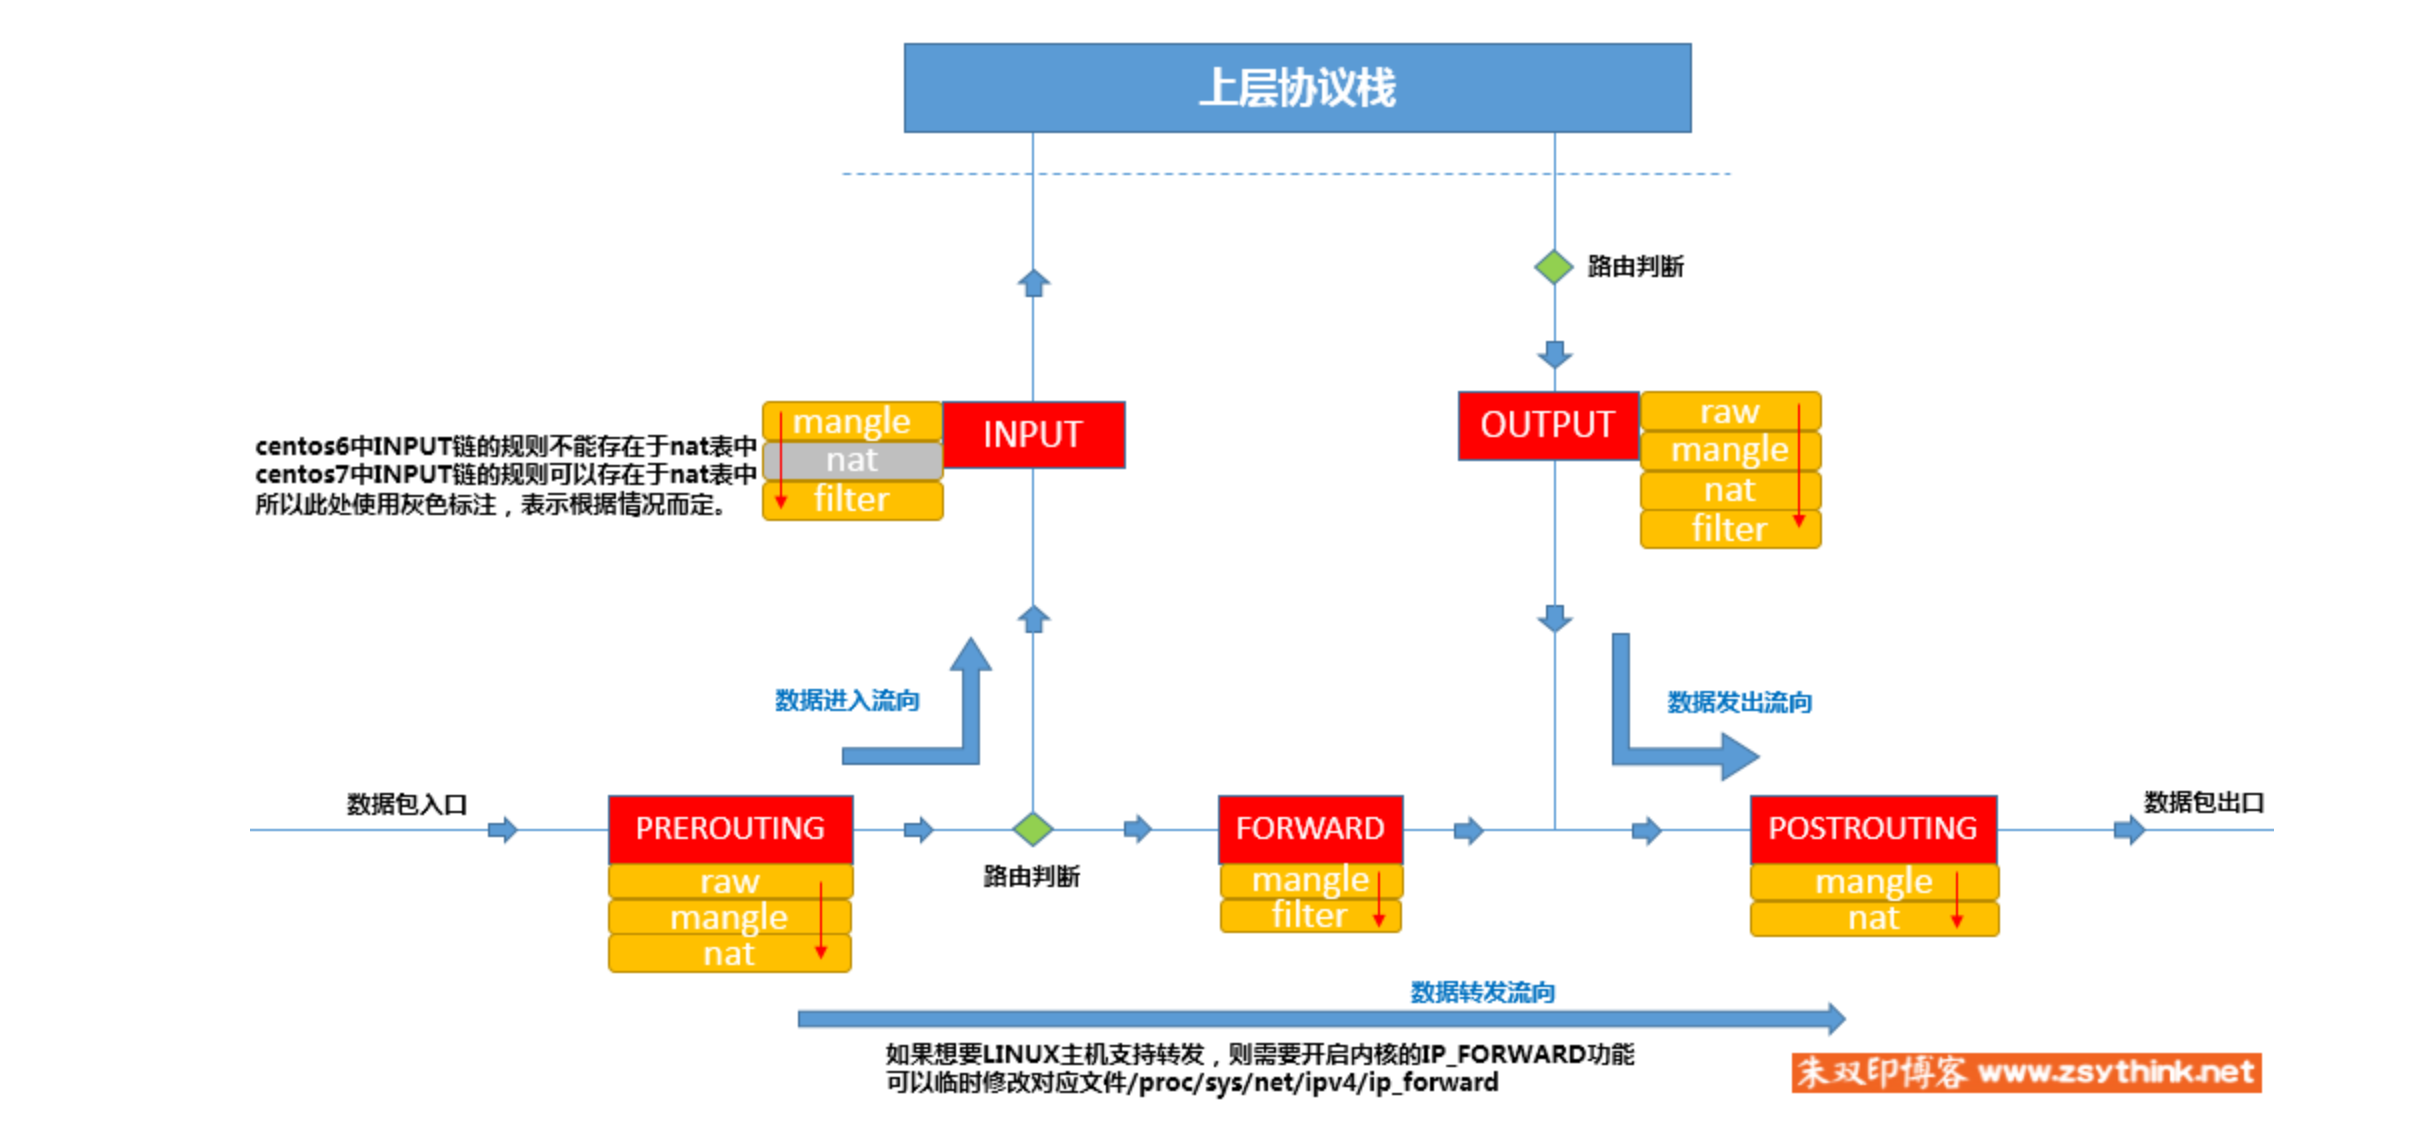 上层协议栈
路由判断
mangle
nat
filter
INPUT
OUTPUT
raw
mangle
nat
filter
centos6中INPUT链的规则不能存在于nat表中
centos7中INPUT链的规则可以存在于nat表中
所以此处使用灰色标注，表示根据情况而定。
数据进入流向
数据发出流向
数据包入口
PREROUTING
raw
mangle
nat
路由判断
FORWARD
mangle
filter
POSTROUTING
mangle
nat
数据包出口
数据转发流向
如果想要LINUX主机支持转发，则需要开启内核的IP_FORWARD功能
可以临时修改对应文件/proc/sys/net/ipv4/ip_forward
朱双印博客 www.zsythink.net